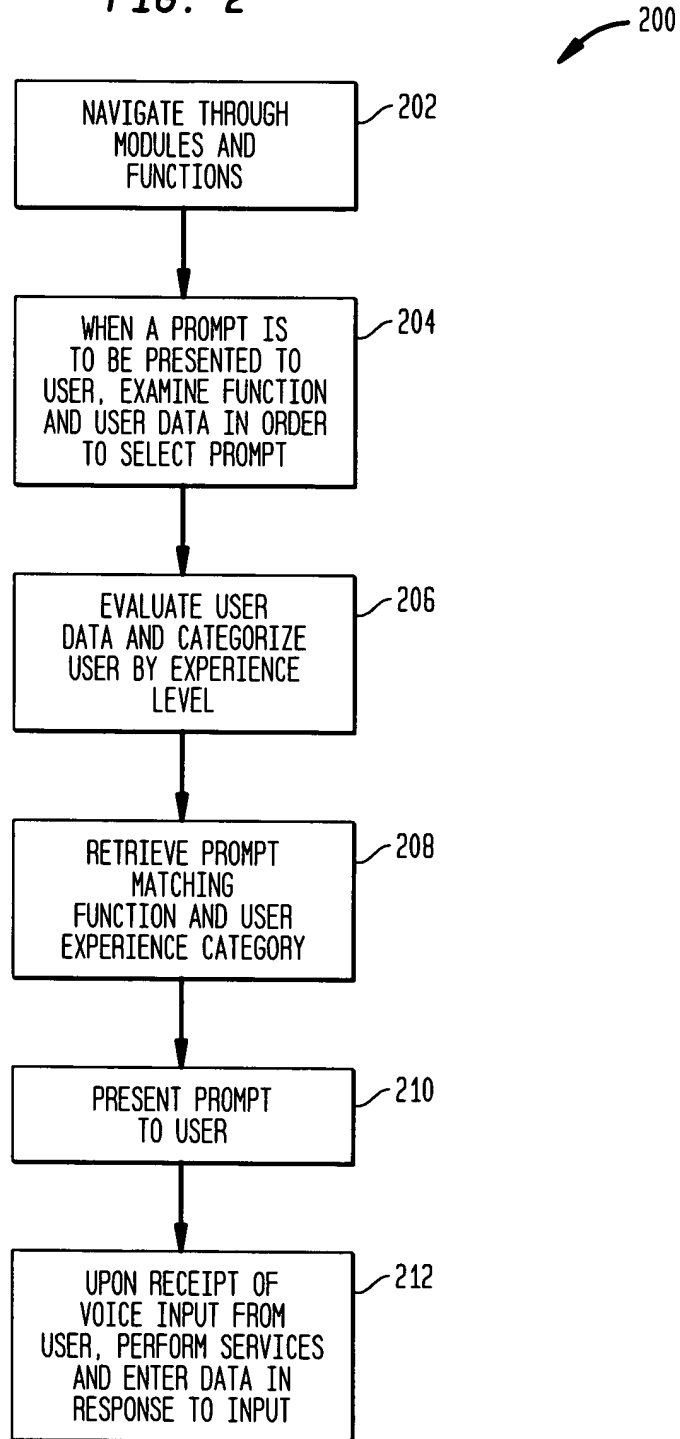 FIG. 2
200
NAVIGATE THROUGH
MODULES AND
FUNCTIONS
202
WHEN A PROMPT IS
TO BE PRESENTED TO
USER, EXAMINE FUNCTION
AND USER DATA IN ORDER
TO SELECT PROMPT
204
EVALUATE USER
DATA AND CATEGORIZE
USER BY EXPERIENCE
LEVEL
206
RETRIEVE PROMPT
MATCHING
FUNCTION AND USER
EXPERIENCE CATEGORY
208
PRESENT PROMPT
TO USER
210
UPON RECEIPT OF
VOICE INPUT FROM
USER, PERFORM SERVICES
AND ENTER DATA IN
RESPONSE TO INPUT
212